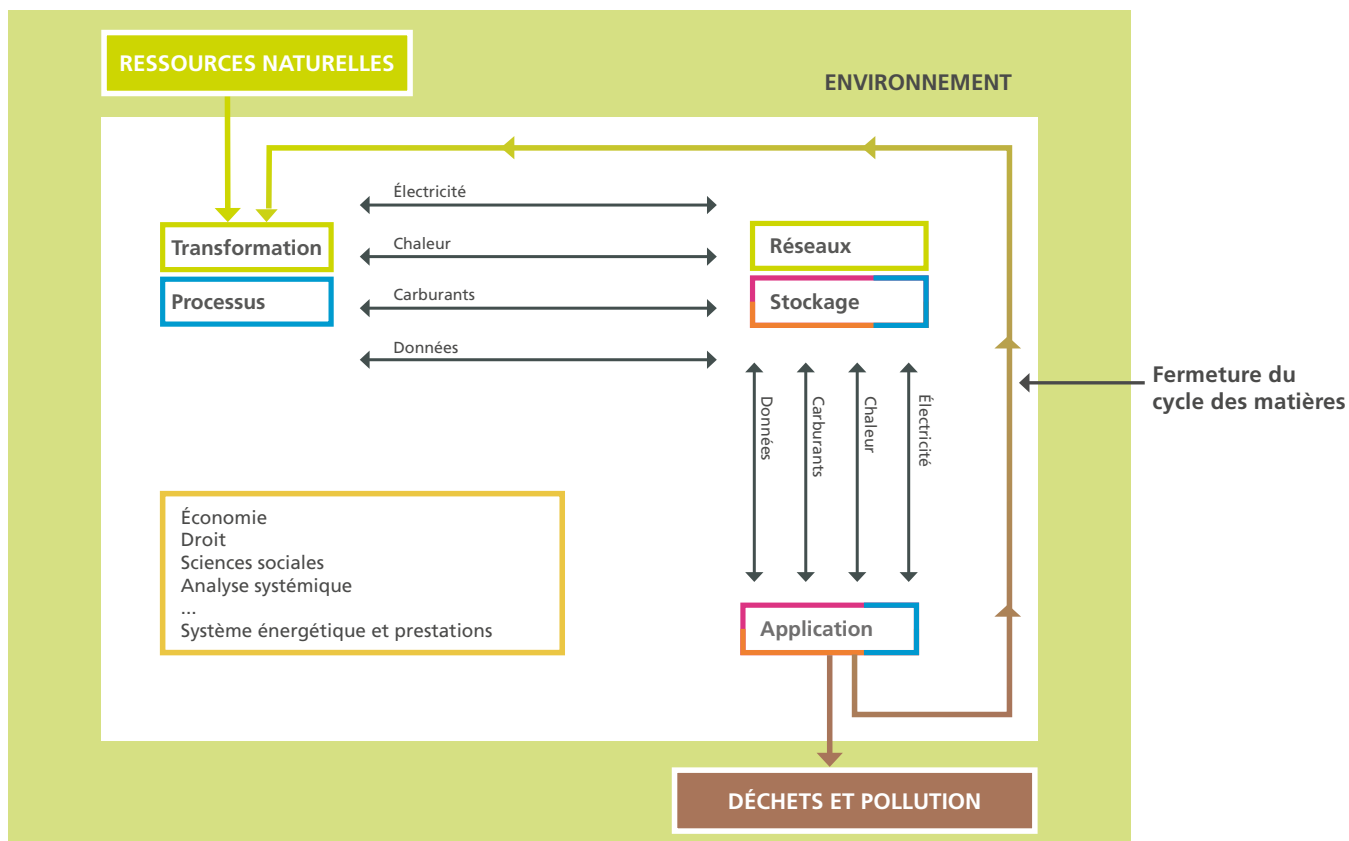 RESSOURCES NATURELLES
ENVIRONNEMENT
Électricité
Transformation
Chaleur
Réseaux
Processus
Carburants
Stockage
Données
Fermeture du
cycle des matières
Données
Carburants
Chaleur
Électricité
Économie
Droit
Sciences sociales
Analyse systémique
...
Système énergétique et prestations
Application
DÉCHETS ET POLLUTION